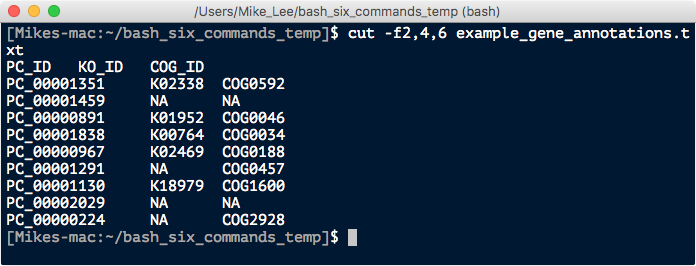 /Users/Mike_Lee/bash_six_commands_temp (bash)
[Mikes-mac:~/bash_six_commands_temp]$ cut -f2,4,6 example_gene_annotations.t
xt
PC_ID   KO_ID   COG_ID
PC_00001351     K02338  COG0592
PC_00001459     NA      NA
PC_00000891     K01952  COG0046
PC_00001838     K00764  COG0034
PC_00000967     K02469  COG0188
PC_00001291     NA      COG0457
PC_00001130     K18979  COG1600
PC_00002029     NA      NA
PC_00000224     NA      COG2928
[Mikes-mac:~/bash_six_commands_temp]$